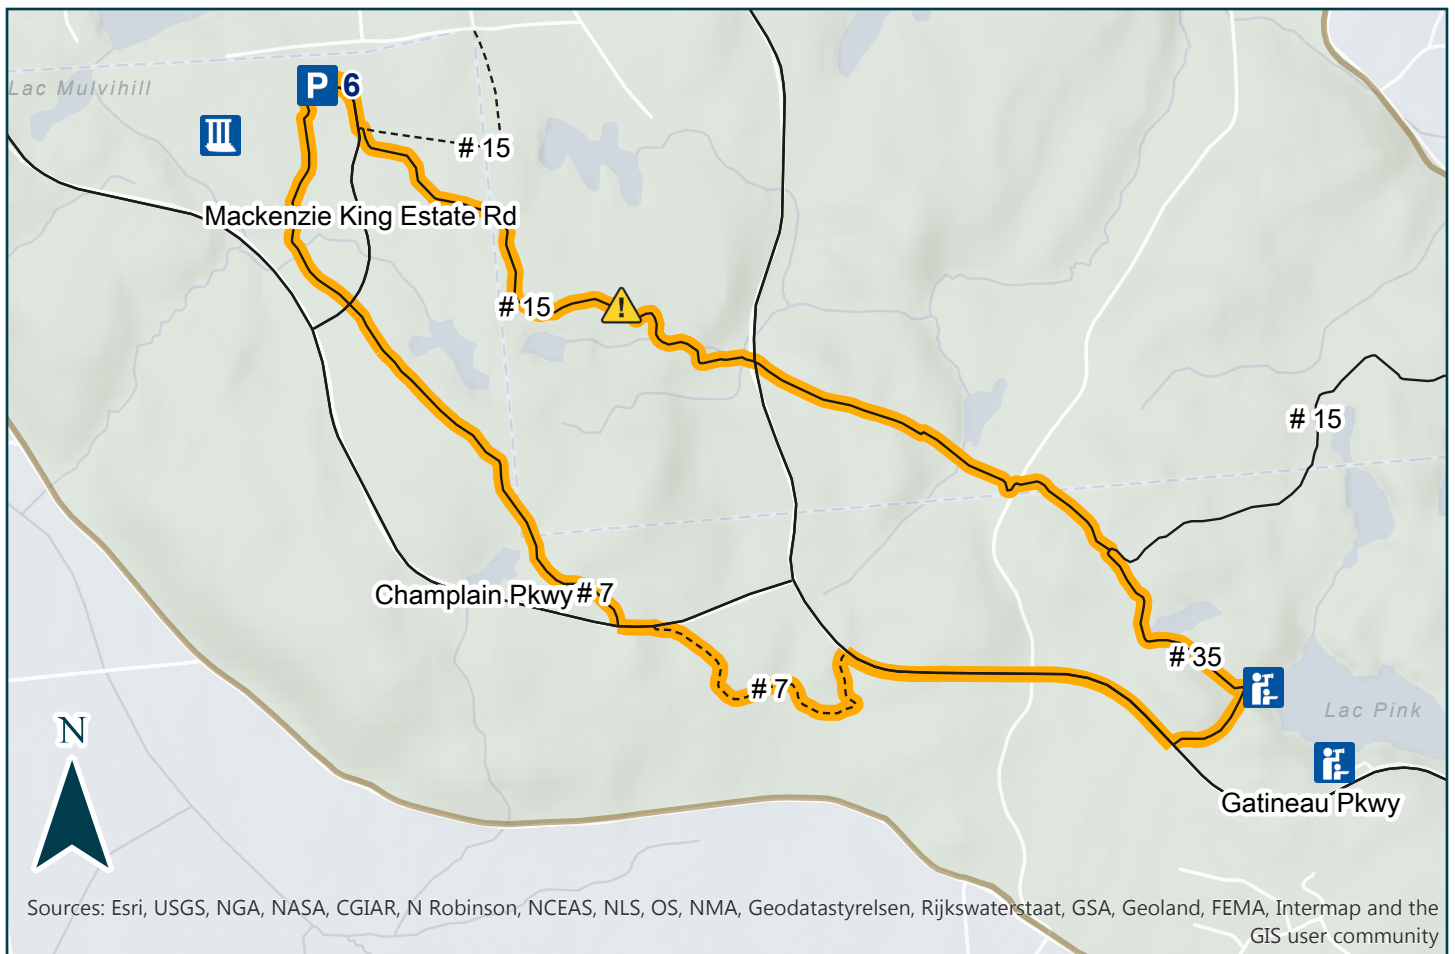 Lac Mulvihill
P 6
# 15
Mackenzie King Estate Rd
# 15
!
# 15
Champlain Pkwy # 7
# 35
# 7
Lac Pink
N
Gatineau Pkwy
Sources: Esri, USGS, NGA, NASA, CGIAR, N Robinson, NCEAS, NLS, OS, NMA, Geodatastyrelsen, Rijkswaterstaat, GSA, Geoland, FEMA, Intermap and the
GIS user community